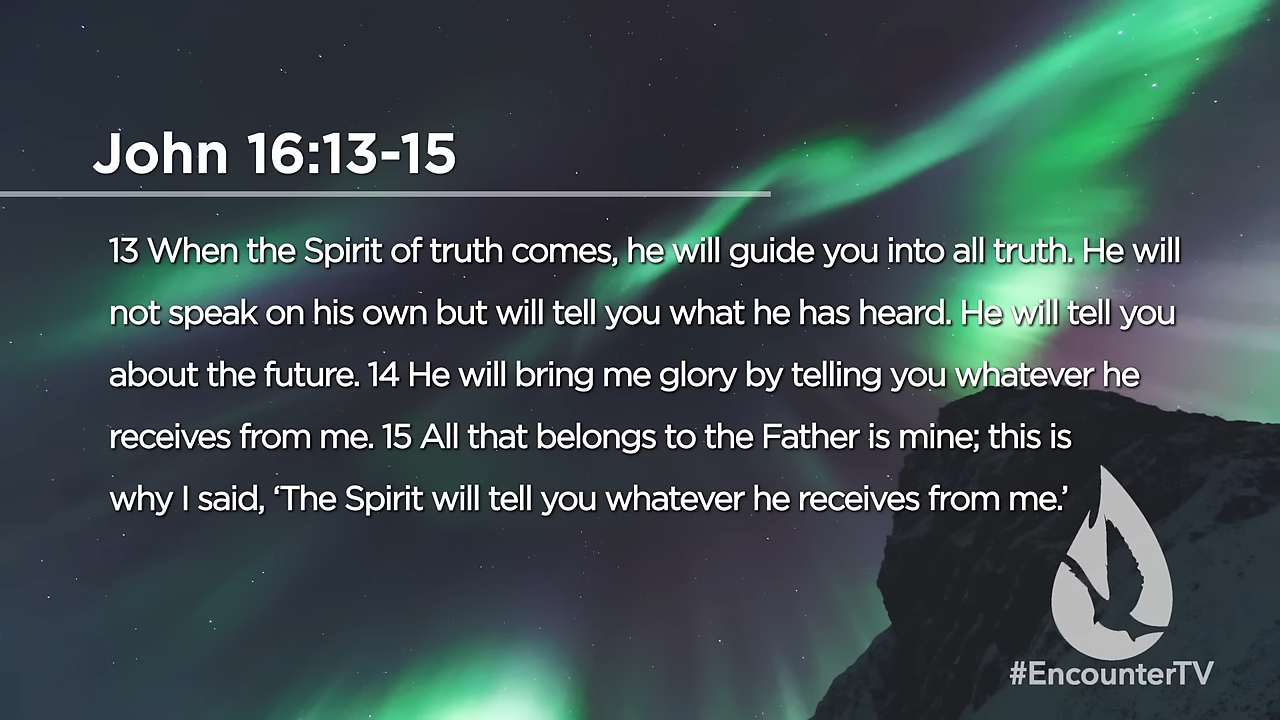 John 16:13-15
13 When the Spirit of truth comes, he will guide you into all truth. He will
not speak on his own but will tell you what he has heard. He will tell you
about the future. 14 He will bring me glory by telling you whatever he
receives from me. 15 All that belongs to the Father is mine; this is
why I said, ‘The Spirit will tell you whatever he receives from me.’
#EncounterTV